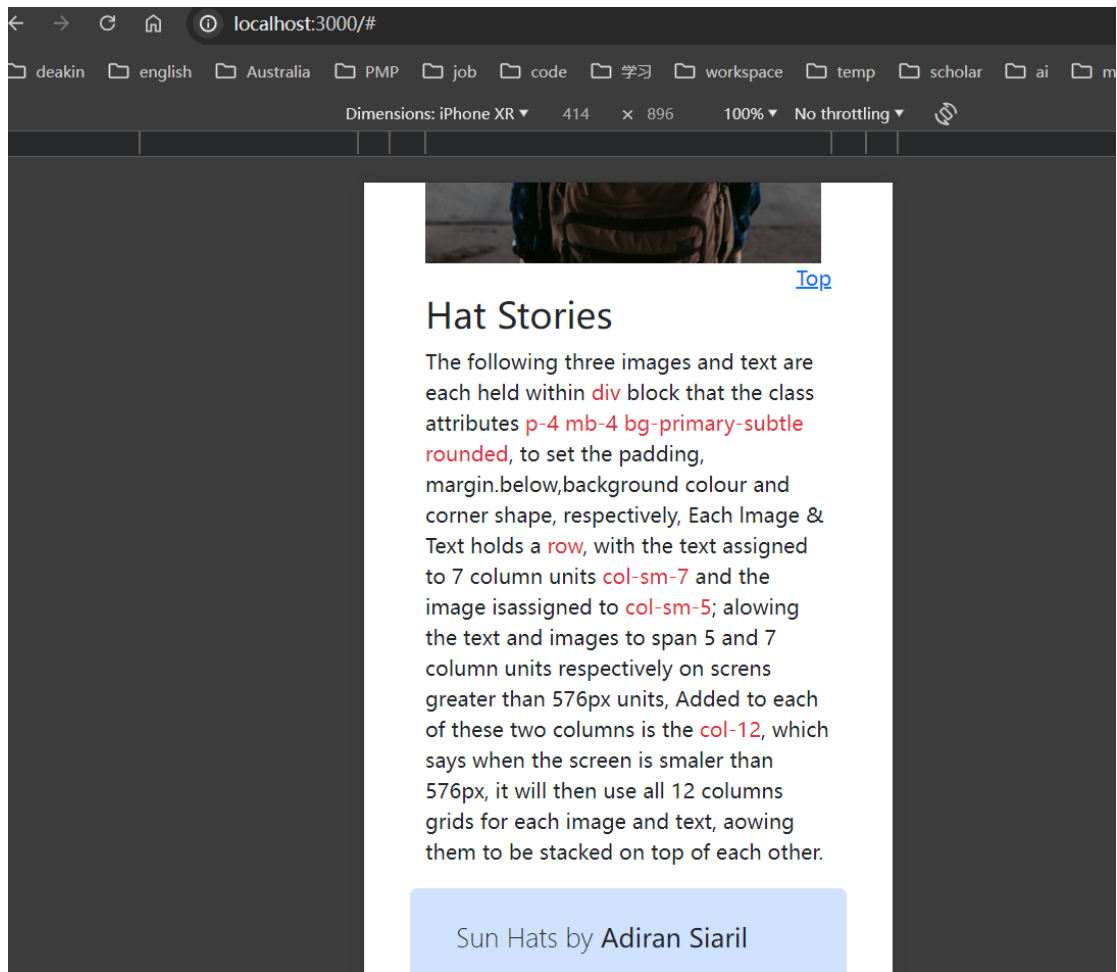 localhost:3000/#
deakin english Australia PMP job code 学习 workspace temp scholar ai m
Dimensions: iPhone XR 414 × 896 100% No throttling
Top
Hat Stories
The following three images and text are
each held within div block that the class
attributes p-4 mb-4 bg-primary-subtle
rounded, to set the padding,
margin.below,background colour and
corner shape, respectively, Each lmage &
Text holds a row, with the text assigned
to 7 column units col-sm-7 and the
image isassigned to col-sm-5; alowing
the text and images to span 5 and 7
column units respectively on screns
greater than 576px units, Added to each
of these two columns is the col-12, which
says when the screen is smaler than
576px, it will then use all 12 columns
grids for each image and text, aowing
them to be stacked on top of each other.
Sun Hats by Adiran Siaril